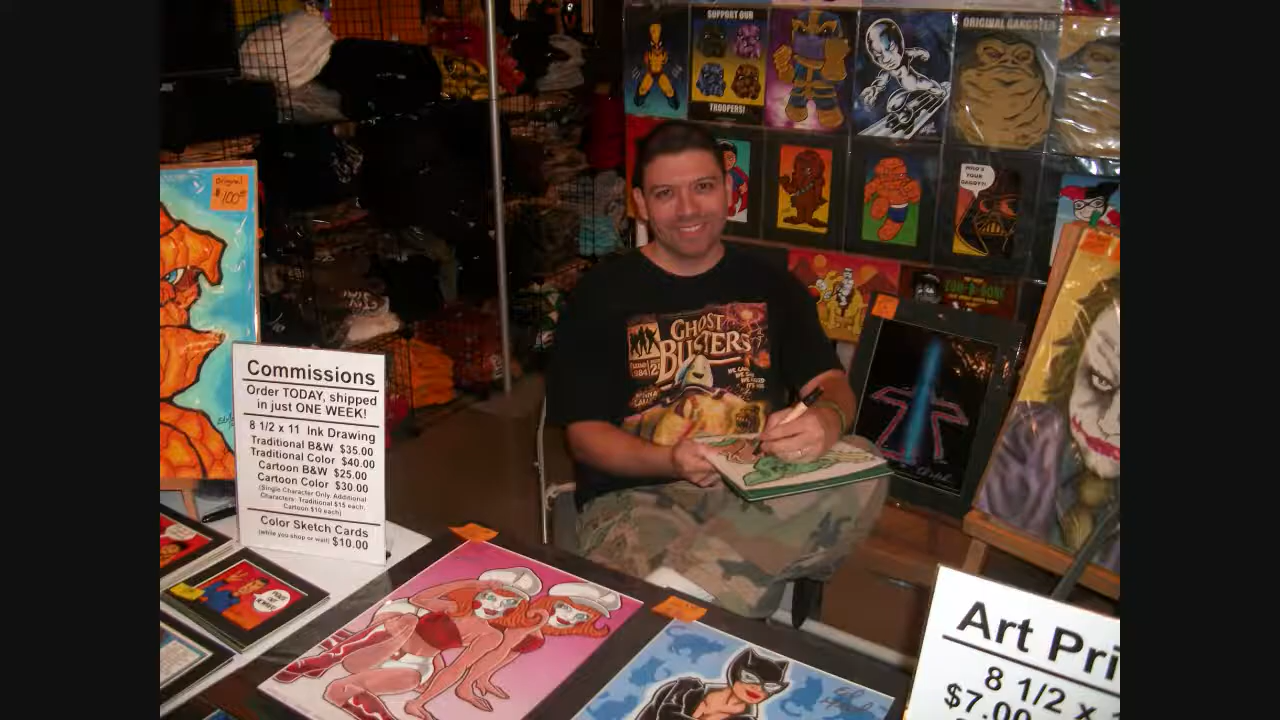 SUPPORT OUR
TROOPERS!
ORIGINAL GANGSTER
WHO'S
YOUR
DADDY?!
Original
$100.00
GHOST
BUSTERS
Commissions
Order TODAY, shipped
in just ONE WEEK!
8 1/2 x 11 Ink Drawing
Traditional B&W $35.00
Traditional Color $40.00
Cartoon B&W $25.00
Cartoon Color $30.00
(Single Character Only. Additional
Characters: Traditional $15 each,
Cartoon $10 each)
Color Sketch Cards
(while you shop or wait) $10.00
Art Pri
8 1/2 x
$7.00